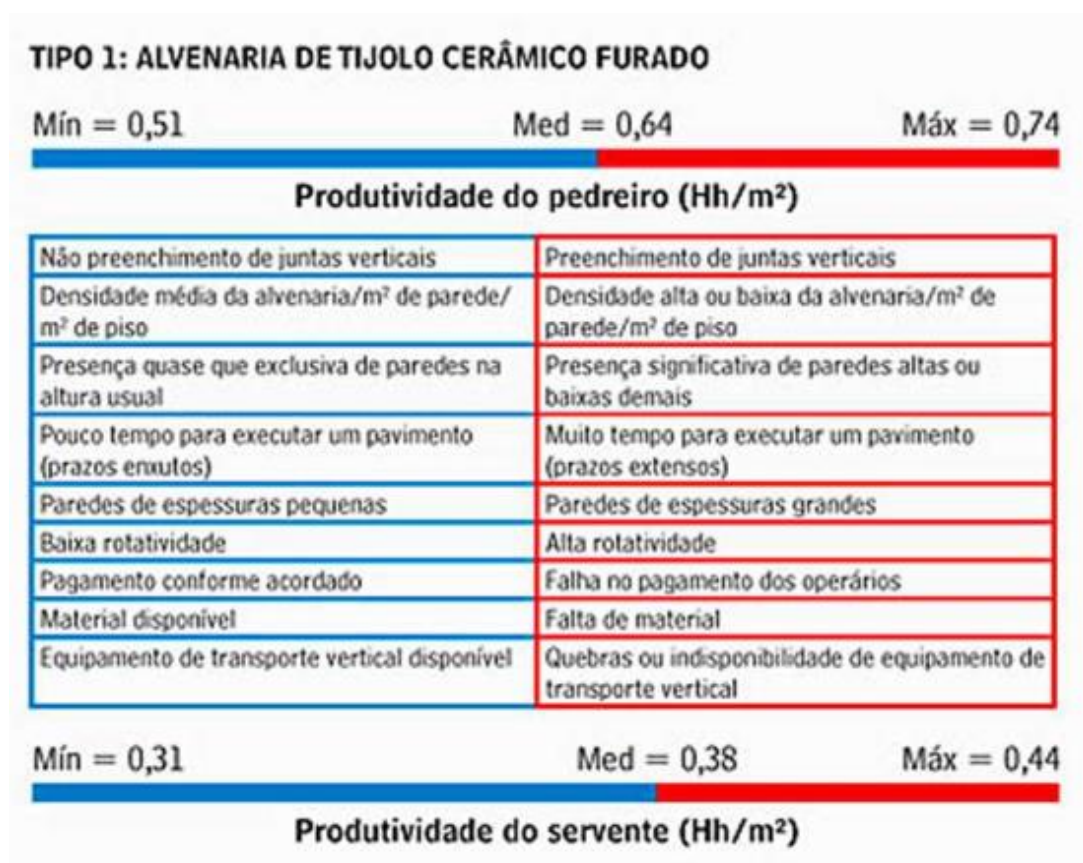 TIPO 1: ALVENARIA DE TIJOLO CERÂMICO FURADO
Mín = 0,51 Med = 0,64 Máx = 0,74
Produtividade do pedreiro (Hh/m²)
Não preenchimento de juntas verticais
Preenchimento de juntas verticais
Densidade média da alvenaria/m² de parede/
m² de piso
Densidade alta ou baixa da alvenaria/m² de
parede/m² de piso
Presença quase que exclusiva de paredes na
altura usual
Presença significativa de paredes altas ou
baixas demais
Pouco tempo para executar um pavimento
(prazos enxutos)
Muito tempo para executar um pavimento
(prazos extensos)
Paredes de espessuras pequenas
Paredes de espessuras grandes
Baixa rotatividade
Alta rotatividade
Pagamento conforme acordado
Falha no pagamento dos operários
Material disponível
Falta de material
Equipamento de transporte vertical disponível
Quebras ou indisponibilidade de equipamento de
transporte vertical
Mín = 0,31 Med = 0,38 Máx = 0,44
Produtividade do servente (Hh/m²)